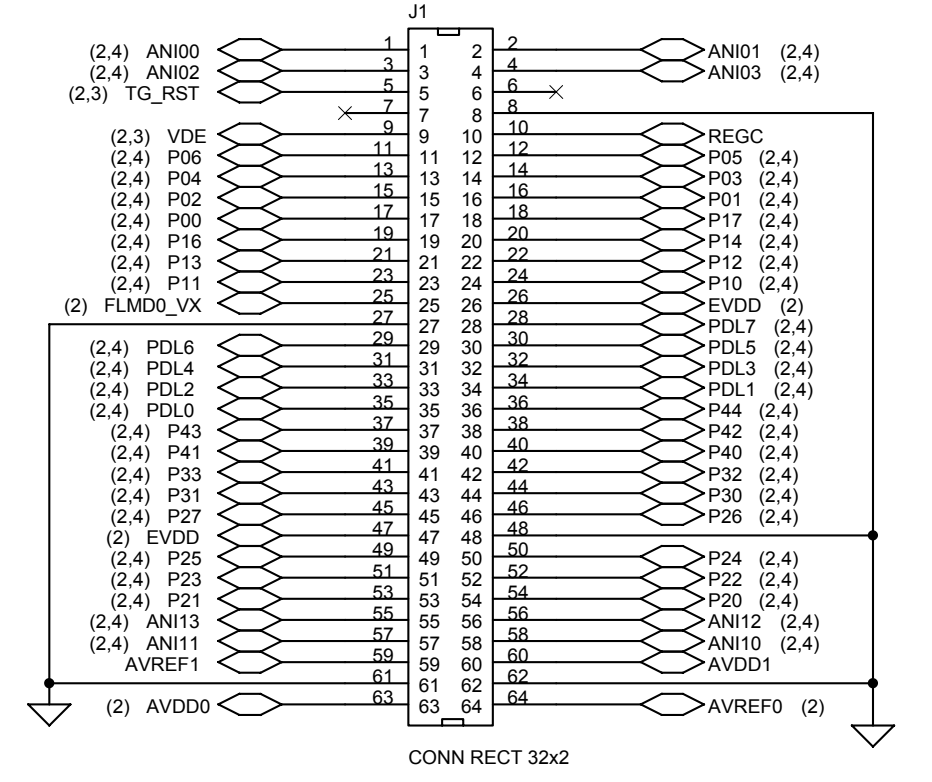 J1
(2,4) ANI00 1 1 2 2 ANI01 (2,4)
(2,4) ANI02 3 3 4 4 ANI03 (2,4)
(2,3) TG_RST 5 5 6 6
7 7 8 8
(2,3) VDE 9 9 10 10 REGC
(2,4) P06 11 11 12 12 P05 (2,4)
(2,4) P04 13 13 14 14 P03 (2,4)
(2,4) P02 15 15 16 16 P01 (2,4)
(2,4) P00 17 17 18 18 P17 (2,4)
(2,4) P16 19 19 20 20 P14 (2,4)
(2,4) P13 21 21 22 22 P12 (2,4)
(2,4) P11 23 23 24 24 P10 (2,4)
(2) FLMD0_VX 25 25 26 26 EVDD (2)
27 27 28 28 PDL7 (2,4)
(2,4) PDL6 29 29 30 30 PDL5 (2,4)
(2,4) PDL4 31 31 32 32 PDL3 (2,4)
(2,4) PDL2 33 33 34 34 PDL1 (2,4)
(2,4) PDL0 35 35 36 36 P44 (2,4)
(2,4) P43 37 37 38 38 P42 (2,4)
(2,4) P41 39 39 40 40 P40 (2,4)
(2,4) P33 41 41 42 42 P32 (2,4)
(2,4) P31 43 43 44 44 P30 (2,4)
(2,4) P27 45 45 46 46 P26 (2,4)
(2) EVDD 47 47 48 48
(2,4) P25 49 49 50 50 P24 (2,4)
(2,4) P23 51 51 52 52 P22 (2,4)
(2,4) P21 53 53 54 54 P20 (2,4)
(2,4) ANI13 55 55 56 56 ANI12 (2,4)
(2,4) ANI11 57 57 58 58 ANI10 (2,4)
AVREF1 59 59 60 60 AVDD1
61 61 62 62
(2) AVDD0 63 63 64 64 AVREF0 (2)
CONN RECT 32x2